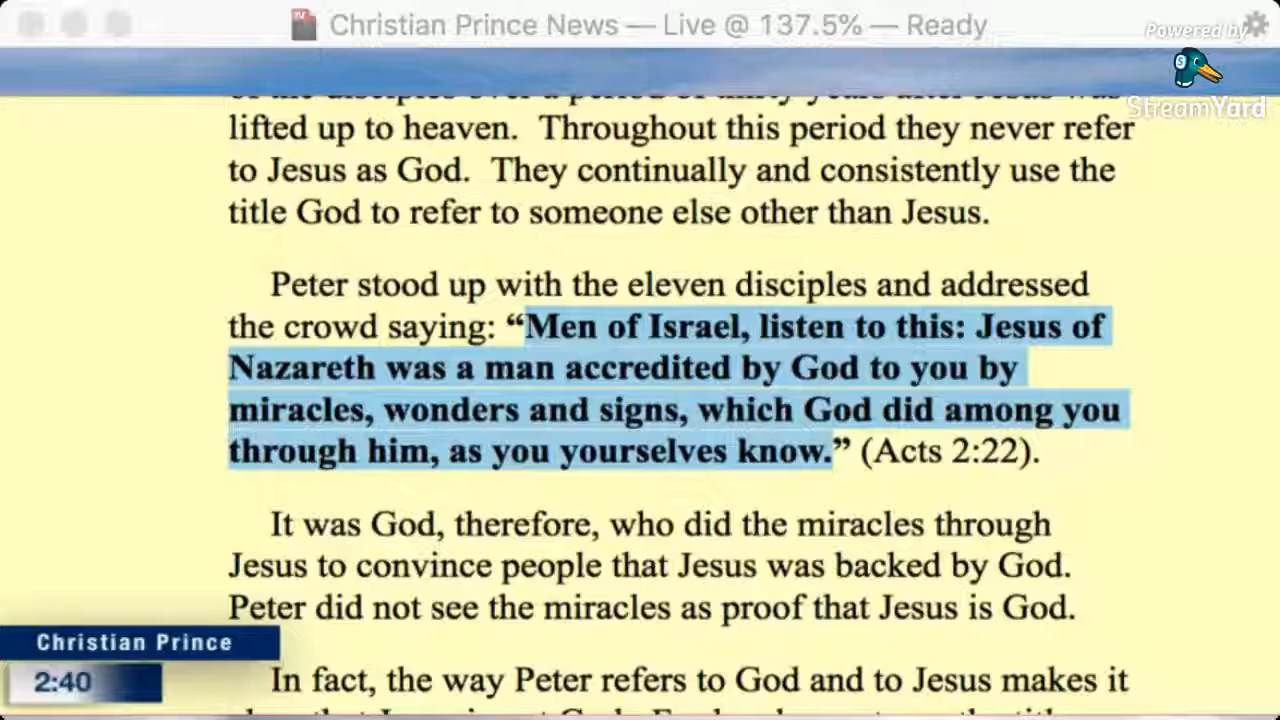 Christian Prince News — Live @ 137.5% — Ready
Powered by
StreamYard
lifted up to heaven. Throughout this period they never refer
to Jesus as God. They continually and consistently use the
title God to refer to someone else other than Jesus.
Peter stood up with the eleven disciples and addressed
the crowd saying: “Men of Israel, listen to this: Jesus of
Nazareth was a man accredited by God to you by
miracles, wonders and signs, which God did among you
through him, as you yourselves know.” (Acts 2:22).
It was God, therefore, who did the miracles through
Jesus to convince people that Jesus was backed by God.
Peter did not see the miracles as proof that Jesus is God.
In fact, the way Peter refers to God and to Jesus makes it
Christian Prince
2:40